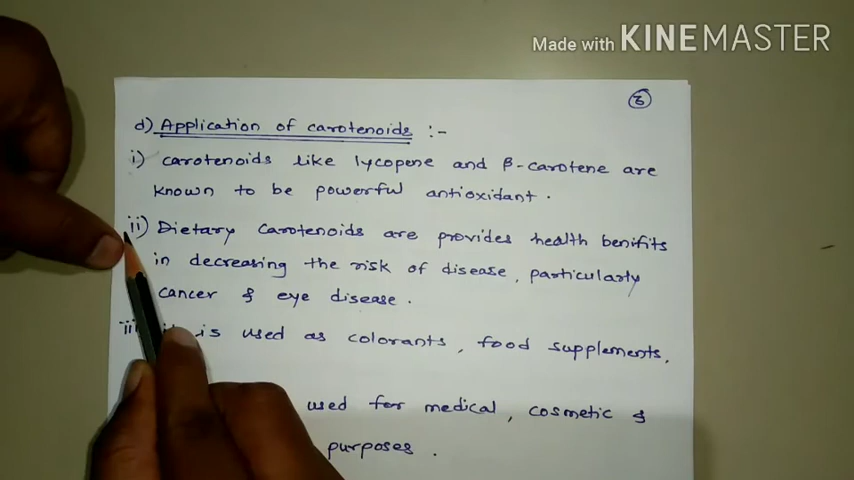 Made with KINEMASTER
3
d) Application of carotenoids :-
i) carotenoids like lycopene and β-carotene are
known to be powerful antioxidant.
ii) Dietary carotenoids are provides health benifits
in decreasing the risk of disease, particularly
cancer & eye disease.
is used as colorants, food supplements,
used for medical, cosmetic &
purposes.